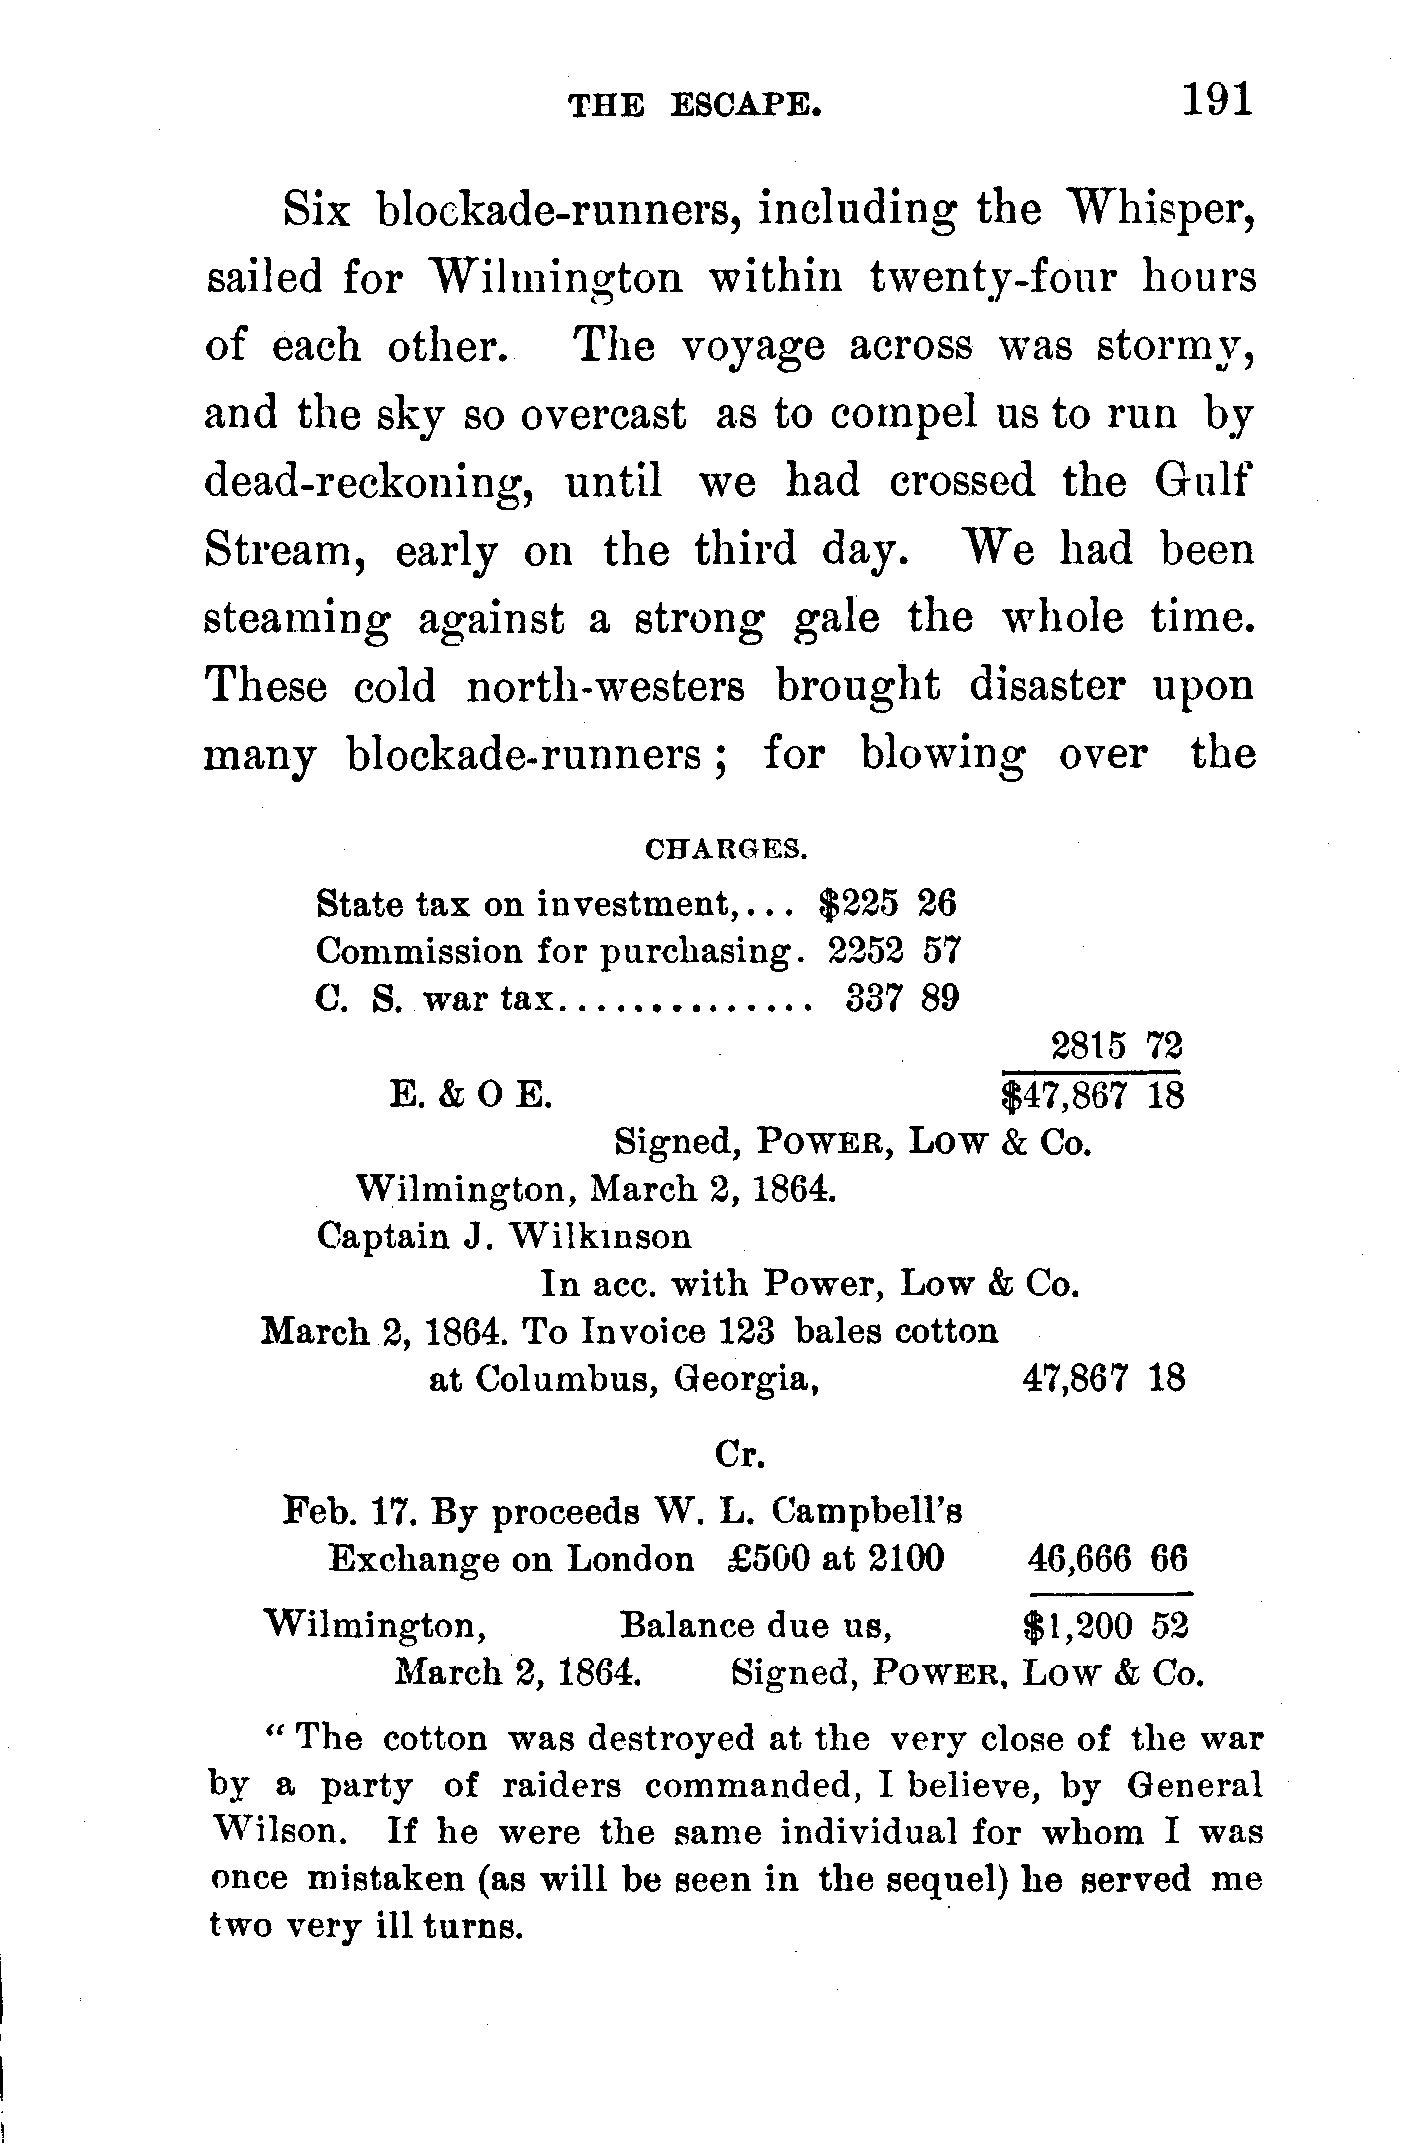 THE ESCAPE. 191
Six blockade-runners, including the Whisper,
sailed for Wilmington within twenty-four hours
of each other. The voyage across was stormy,
and the sky so overcast as to compel us to run by
dead-reckoning, until we had crossed the Gulf
Stream, early on the third day. We had been
steaming against a strong gale the whole time.
These cold north-westers brought disaster upon
many blockade-runners ; for blowing over the
CHARGES.
State tax on investment,... $225 26
Commission for purchasing. 2252 57
C. S. war tax.............. 337 89
2815 72
E. & O E. $47,867 18
Signed, POWER, LOW & Co.
Wilmington, March 2, 1864.
Captain J. Wilkinson
In acc. with Power, Low & Co.
March 2, 1864. To Invoice 123 bales cotton
at Columbus, Georgia, 47,867 18
Cr.
Feb. 17. By proceeds W. L. Campbell's
Exchange on London £500 at 2100 46,666 66
Wilmington, Balance due us, $1,200 52
March 2, 1864. Signed, POWER, LOW & Co.
“ The cotton was destroyed at the very close of the war
by a party of raiders commanded, I believe, by General
Wilson. If he were the same individual for whom I was
once mistaken (as will be seen in the sequel) he served me
two very ill turns.